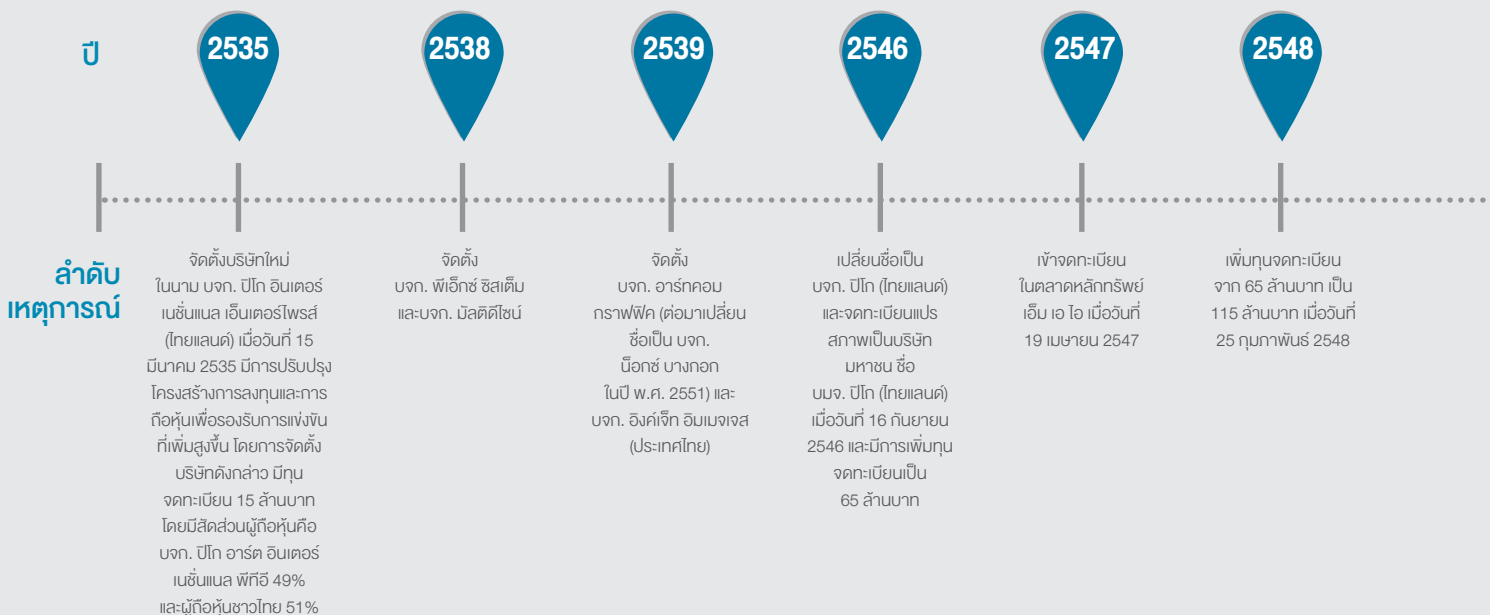 ปี
2535
2538
2539
2546
2547
2548
ลำดับ
เหตุการณ์
จัดตั้งบริษัทใหม่
ในนาม บจก. ปิโก อินเตอร์
เนชั่นแนล เอ็นเตอร์ไพรส์
(ไทยแลนด์) เมื่อวันที่ 15
มีนาคม 2535 มีการปรับปรุง
โครงสร้างการลงทุนและการ
ถือหุ้นเพื่อรองรับการแข่งขัน
ที่เพิ่มสูงขึ้น โดยการจัดตั้ง
บริษัทดังกล่าว มีทุน
จดทะเบียน 15 ล้านบาท
โดยมีสัดส่วนผู้ถือหุ้นคือ
บจก. ปิโก อาร์ต อินเตอร์
เนชั่นแนล พีทีอี 49%
และผู้ถือหุ้นชาวไทย 51%
จัดตั้ง
บจก. พีเอ็กซ์ ซิสเต็ม
และบจก. มัลติดีไซน์
จัดตั้ง
บจก. อาร์ทคอม
กราฟฟิค (ต่อมาเปลี่ยน
ชื่อเป็น บจก.
น็อกซ์ บางกอก
ในปี พ.ศ. 2551) และ
บจก. อิงค์เจ็ท อิมเมจเจส
(ประเทศไทย)
เปลี่ยนชื่อเป็น
บจก. ปิโก (ไทยแลนด์)
และจดทะเบียนแปร
สภาพเป็นบริษัท
มหาชน ชื่อ
บมจ. ปิโก (ไทยแลนด์)
เมื่อวันที่ 16 กันยายน
2546 และมีการเพิ่มทุน
จดทะเบียนเป็น
65 ล้านบาท
เข้าจดทะเบียน
ในตลาดหลักทรัพย์
เอ็ม เอ ไอ เมื่อวันที่
19 เมษายน 2547
เพิ่มทุนจดทะเบียน
จาก 65 ล้านบาท เป็น
115 ล้านบาท เมื่อวันที่
25 กุมภาพันธ์ 2548